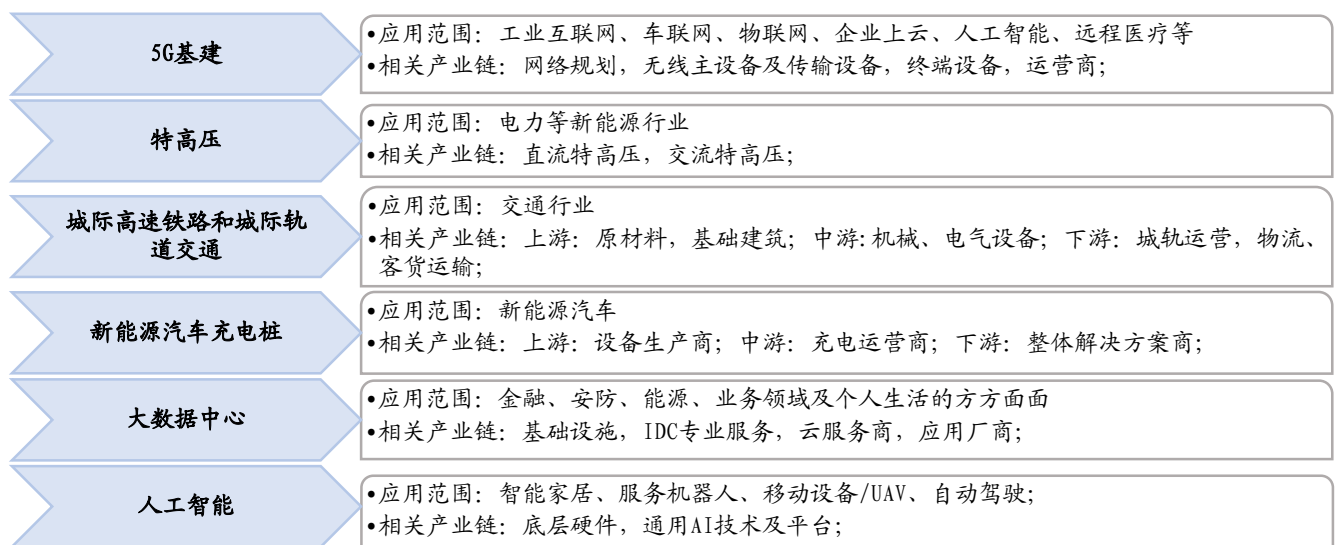 5G基建
•应用范围：工业互联网、车联网、物联网、企业上云、人工智能、远程医疗等
•相关产业链：网络规划，无线主设备及传输设备，终端设备，运营商；
特高压
•应用范围：电力等新能源行业
•相关产业链：直流特高压，交流特高压；
城际高速铁路和城际轨
道交通
•应用范围：交通行业
•相关产业链：上游：原材料，基础建筑；中游：机械、电气设备；下游：城轨运营，物流、
客货运输；
新能源汽车充电桩
•应用范围：新能源汽车
•相关产业链：上游：设备生产商；中游：充电运营商；下游：整体解决方案商；
大数据中心
•应用范围：金融、安防、能源、业务领域及个人生活的方方面面
•相关产业链：基础设施，IDC专业服务，云服务商，应用厂商；
人工智能
•应用范围：智能家居、服务机器人、移动设备/UAV、自动驾驶；
•相关产业链：底层硬件，通用AI技术及平台；